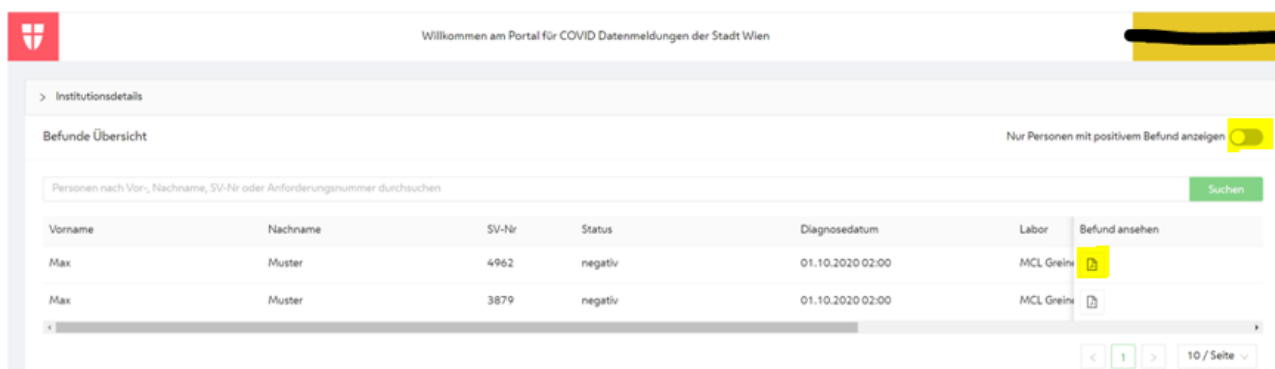 Willkommen am Portal für COVID Datenmeldungen der Stadt Wien
> Institutionsdetails
Befunde Übersicht
Nur Personen mit positivem Befund anzeigen
Personen nach Vor-, Nachname, SV-Nr oder Anforderungsnummer durchsuchen
Suchen
Vorname Nachname SV-Nr Status Diagnosedatum Labor Befund ansehen
Max Muster 4962 negativ 01.10.2020 02:00 MCL Greine
Max Muster 3879 negativ 01.10.2020 02:00 MCL Greine
< 1 > 10 / Seite